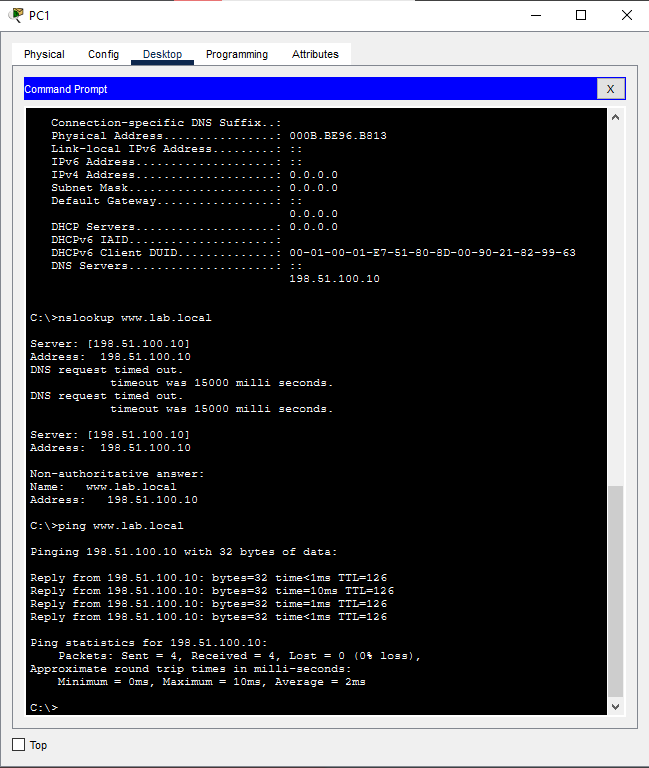 PC1
Physical Config Desktop Programming Attributes
Command Prompt X
Connection-specific DNS Suffix..:
Physical Address................: 000B.BE96.B813
Link-local IPv6 Address.........: ::
IPv6 Address....................: ::
IPv4 Address....................: 0.0.0.0
Subnet Mask.....................: 0.0.0.0
Default Gateway.................: ::
0.0.0.0
DHCP Servers....................: 0.0.0.0
DHCPv6 IAID.....................:
DHCPv6 Client DUID..............: 00-01-00-01-E7-51-80-8D-00-90-21-82-99-63
DNS Servers.....................: ::
198.51.100.10
C:\>nslookup www.lab.local
Server: [198.51.100.10]
Address:  198.51.100.10
DNS request timed out.
timeout was 15000 milli seconds.
DNS request timed out.
timeout was 15000 milli seconds.
Server: [198.51.100.10]
Address:  198.51.100.10
Non-authoritative answer:
Name:   www.lab.local
Address:   198.51.100.10
C:\>ping www.lab.local
Pinging 198.51.100.10 with 32 bytes of data:
Reply from 198.51.100.10: bytes=32 time<1ms TTL=126
Reply from 198.51.100.10: bytes=32 time=10ms TTL=126
Reply from 198.51.100.10: bytes=32 time=1ms TTL=126
Reply from 198.51.100.10: bytes=32 time<1ms TTL=126
Ping statistics for 198.51.100.10:
Packets: Sent = 4, Received = 4, Lost = 0 (0% loss),
Approximate round trip times in milli-seconds:
Minimum = 0ms, Maximum = 10ms, Average = 2ms
C:\>
Top